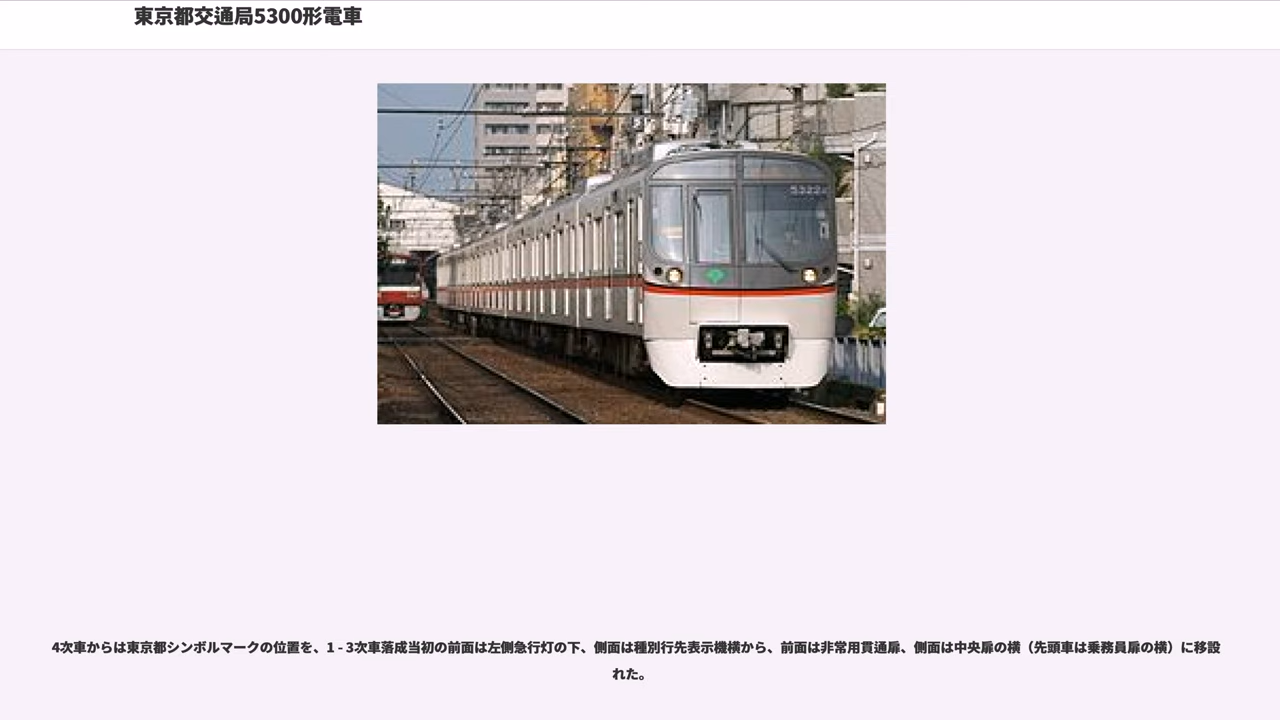 東京都交通局5300形電車
4次車からは東京都シンボルマークの位置を、1 - 3次車落成当初の前面は左側急行灯の下、側面は種別行先表示機横から、前面は非常用貫通扉、側面は中央扉の横（先頭車は乗務員扉の横）に移設
れた。